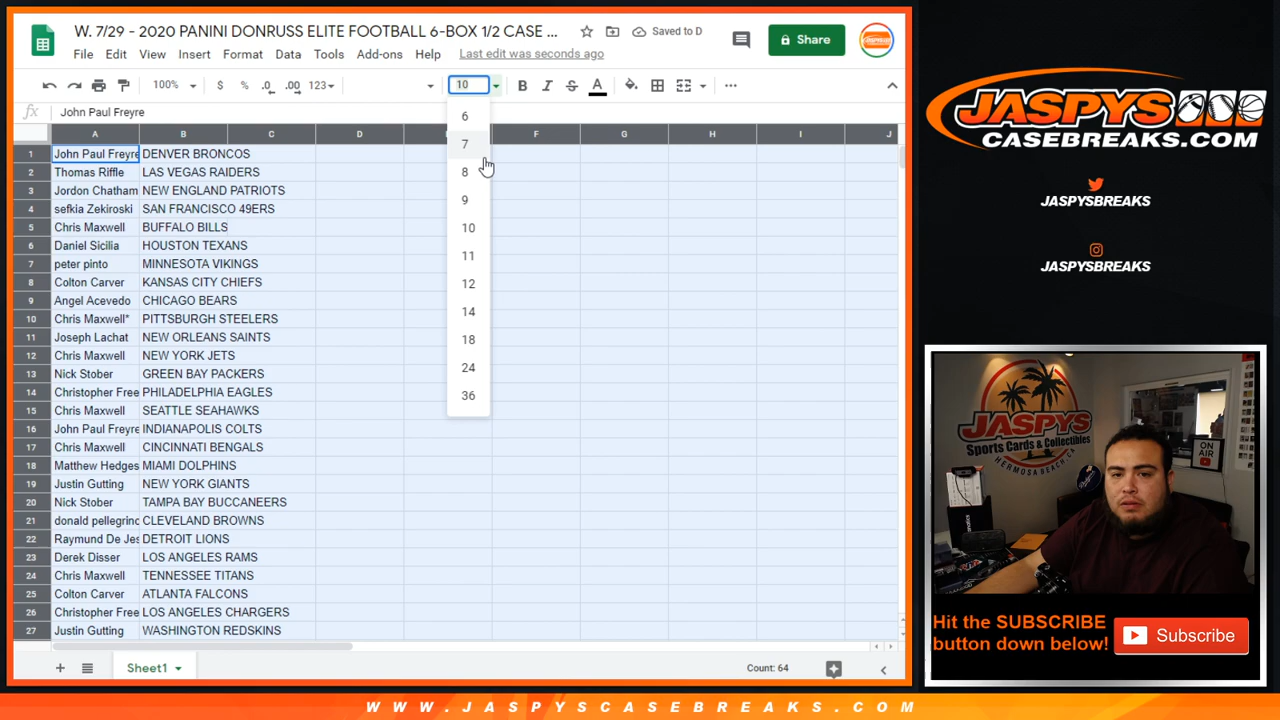 W. 7/29 - 2020 PANINI DONRUSS ELITE FOOTBALL 6-BOX 1/2 CASE ...
Saved to D
Share
File Edit View Insert Format Data Tools Add-ons Help Last edit was seconds ago
100% $ % .0 .00 123 10 B I S A ...
fx John Paul Freyre
A B C D F G H I J
1 John Paul Freyre DENVER BRONCOS
2 Thomas Riffle LAS VEGAS RAIDERS
3 Jordon Chatham NEW ENGLAND PATRIOTS
4 sefkia Zekiroski SAN FRANCISCO 49ERS
5 Chris Maxwell BUFFALO BILLS
6 Daniel Sicilia HOUSTON TEXANS
7 peter pinto MINNESOTA VIKINGS
8 Colton Carver KANSAS CITY CHIEFS
9 Angel Acevedo CHICAGO BEARS
10 Chris Maxwell* PITTSBURGH STEELERS
11 Joseph Lachat NEW ORLEANS SAINTS
12 Chris Maxwell NEW YORK JETS
13 Nick Stober GREEN BAY PACKERS
14 Christopher Free PHILADELPHIA EAGLES
15 Chris Maxwell SEATTLE SEAHAWKS
16 John Paul Freyre INDIANAPOLIS COLTS
17 Chris Maxwell CINCINNATI BENGALS
18 Matthew Hedges MIAMI DOLPHINS
19 Justin Gutting NEW YORK GIANTS
20 Nick Stober TAMPA BAY BUCCANEERS
21 donald pellegrino CLEVELAND BROWNS
22 Raymund De Jes DETROIT LIONS
23 Derek Disser LOS ANGELES RAMS
24 Chris Maxwell TENNESSEE TITANS
25 Colton Carver ATLANTA FALCONS
26 Christopher Free LOS ANGELES CHARGERS
27 Justin Gutting WASHINGTON REDSKINS
6
7
8
9
10
11
12
14
18
24
36
Sheet1
Count: 64
JASPYS
CASEBREAKS.COM
JASPYSBREAKS
JASPYSBREAKS
JASPYS
Sports Cards & Collectibles
HERMOSA BEACH, CA
ON AIR
Hit the SUBSCRIBE
button down below!
Subscribe
WWW.JASPYSCASEBREAKS.COM